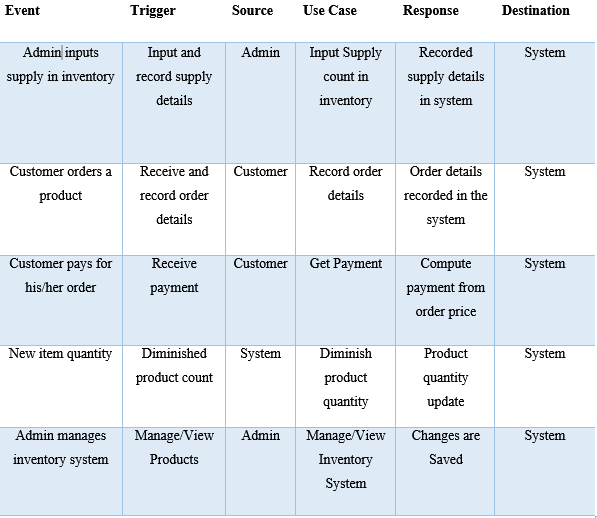 Event Trigger Source Use Case Response Destination
Admin inputs supply in inventory Input and record supply details Admin Input Supply count in inventory Recorded supply details in system System
Customer orders a product Receive and record order details Customer Record order details Order details recorded in the system System
Customer pays for his/her order Receive payment Customer Get Payment Compute payment from order price System
New item quantity Diminished product count System Diminish product quantity Product quantity update System
Admin manages inventory system Manage/View Products Admin Manage/View Inventory System Changes are Saved System